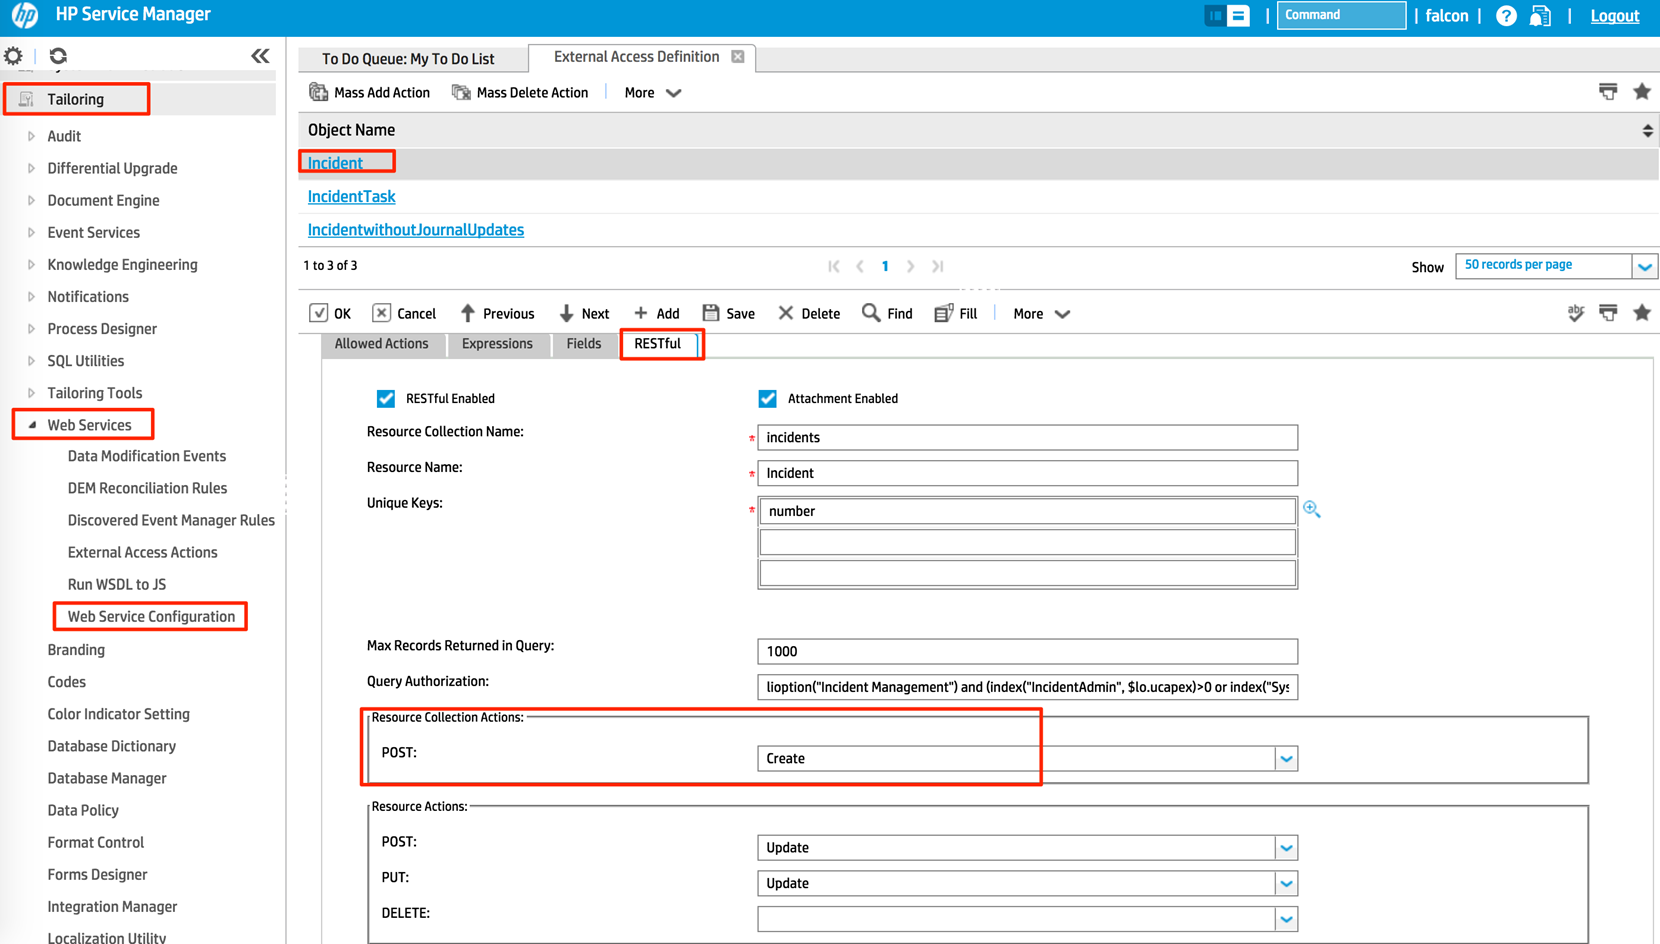 hp HP Service Manager
Command
falcon
?
Logout
Tailoring
Audit
Differential Upgrade
Document Engine
Event Services
Knowledge Engineering
Notifications
Process Designer
SQL Utilities
Tailoring Tools
Web Services
Data Modification Events
DEM Reconciliation Rules
Discovered Event Manager Rules
External Access Actions
Run WSDL to JS
Web Service Configuration
Branding
Codes
Color Indicator Setting
Database Dictionary
Database Manager
Data Policy
Format Control
Forms Designer
Integration Manager
Localization Utility
To Do Queue: My To Do List
External Access Definition
Mass Add Action Mass Delete Action More
Object Name
Incident
IncidentTask
IncidentwithoutJournalUpdates
1 to 3 of 3
1
Show 50 records per page
OK Cancel Previous Next Add Save Delete Find Fill More
abc
Allowed Actions Expressions Fields RESTful
RESTful Enabled
Attachment Enabled
Resource Collection Name: * incidents
Resource Name: * Incident
Unique Keys: * number
Max Records Returned in Query: 1000
Query Authorization: lioption("Incident Management") and (index("IncidentAdmin", $lo.ucapex)>0 or index("Sys
Resource Collection Actions:
POST: Create
Resource Actions:
POST: Update
PUT: Update
DELETE: